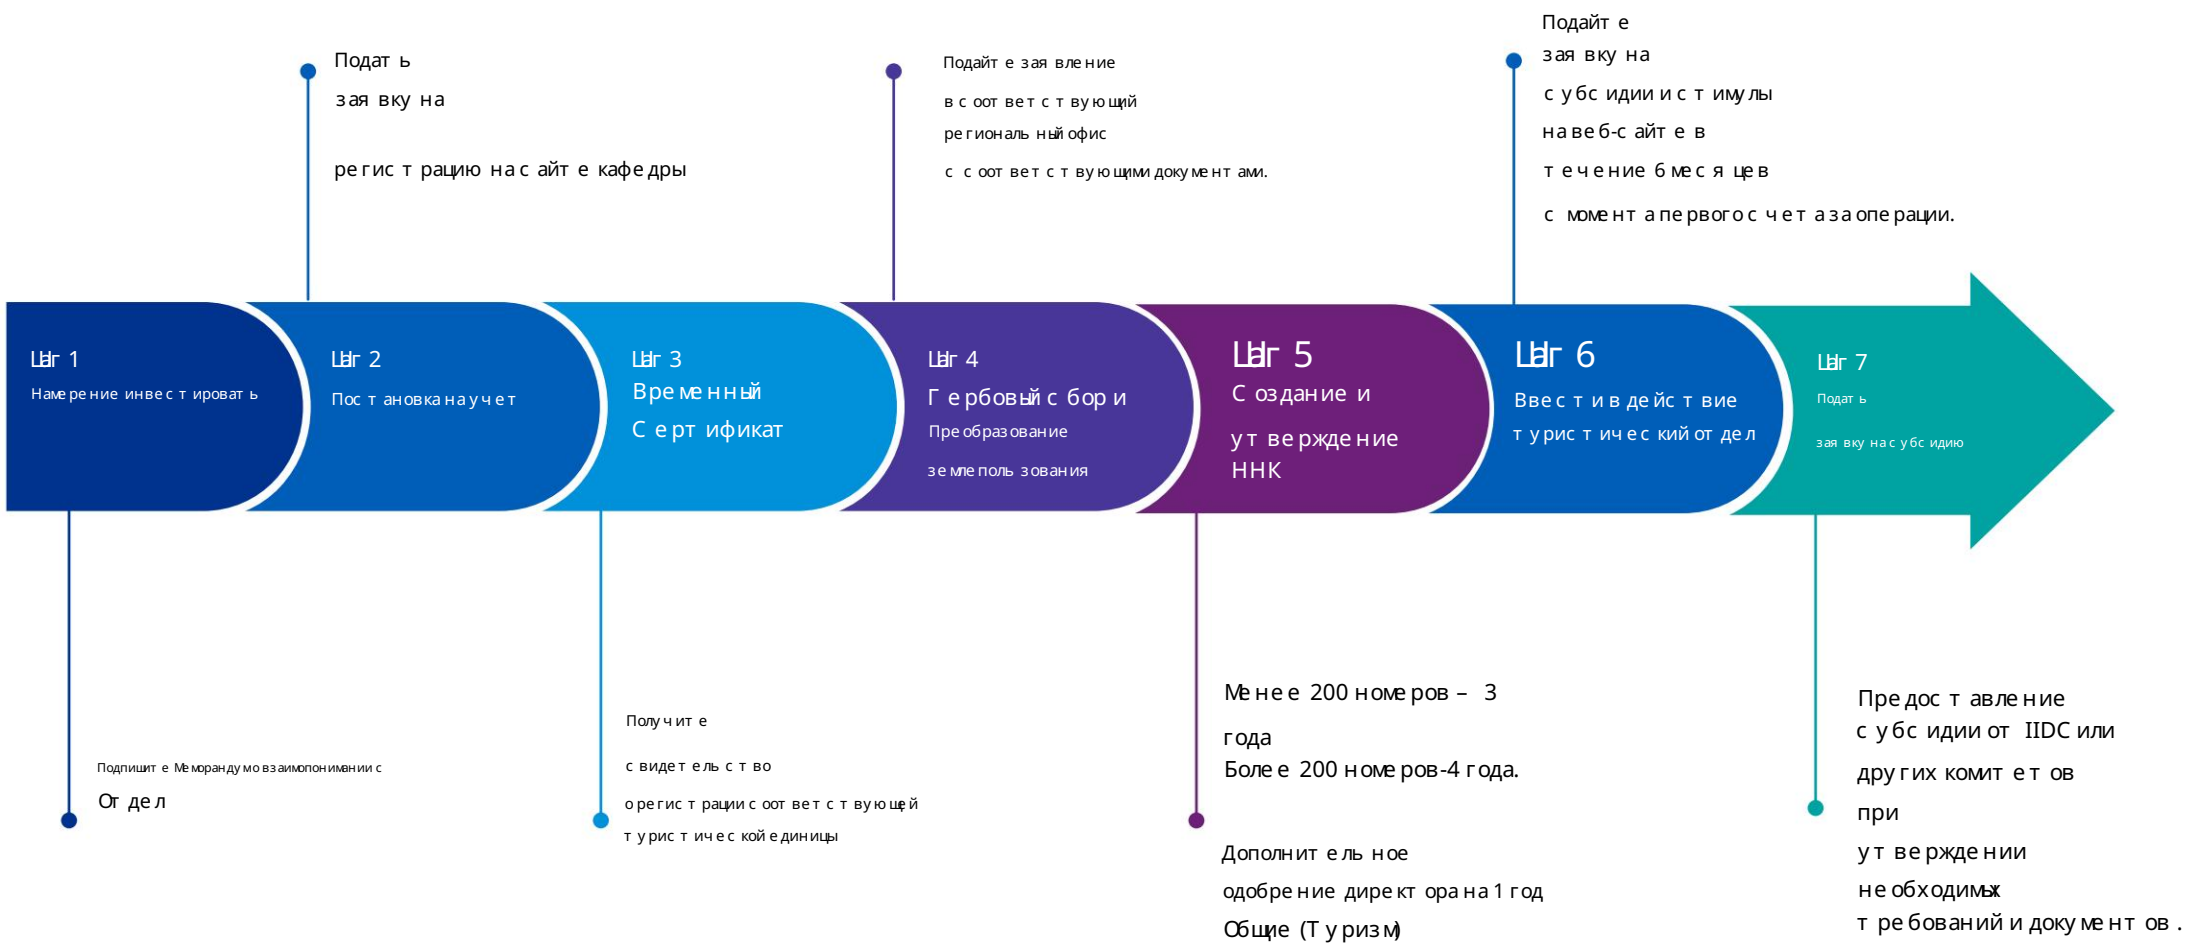 Подать
заявку на
регистрацию на сайте кафедры
Подайте заявление
в соответствующий
региональный офис
с соответствующими документами.
Подайте
заявку на
субсидии и стимулы
на веб-сайте в
течение 6 месяцев
с момента первого счета за операции.
Шаг 1
Намерение инвестировать
Шаг 2
Постановка на учет
Шаг 3
Временный
Сертификат
Шаг 4
Гербовый сбор и
Преобразование
землепользования
Шаг 5
Создание и
утверждение
ННК
Шаг 6
Ввести в действие
туристический отдел
Шаг 7
Подать
заявку на субсидию
Подпишите Меморандум о взаимопонимании с
Отдел
Получите
свидетельство
о регистрации соответствующей
туристической единицы
Менее 200 номеров – 3
года
Более 200 номеров-4 года.
Дополнительное
одобрение директора на 1 год
Общие (Туризм)
Предоставление
субсидии от IIDC или
других комитетов
при
утверждении
необходимых
требований и документов.